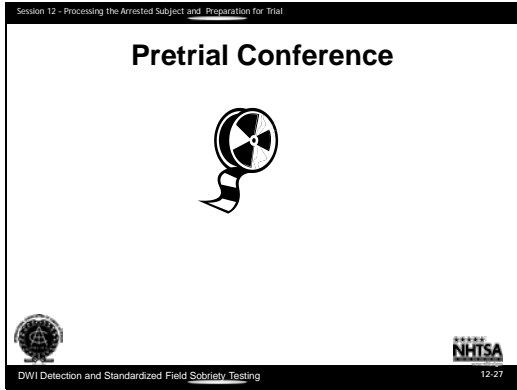 Session 12 - Processing the Arrested Subject and Preparation for Trial
Pretrial Conference
NHTSA
DWI Detection and Standardized Field Sobriety Testing
12-27